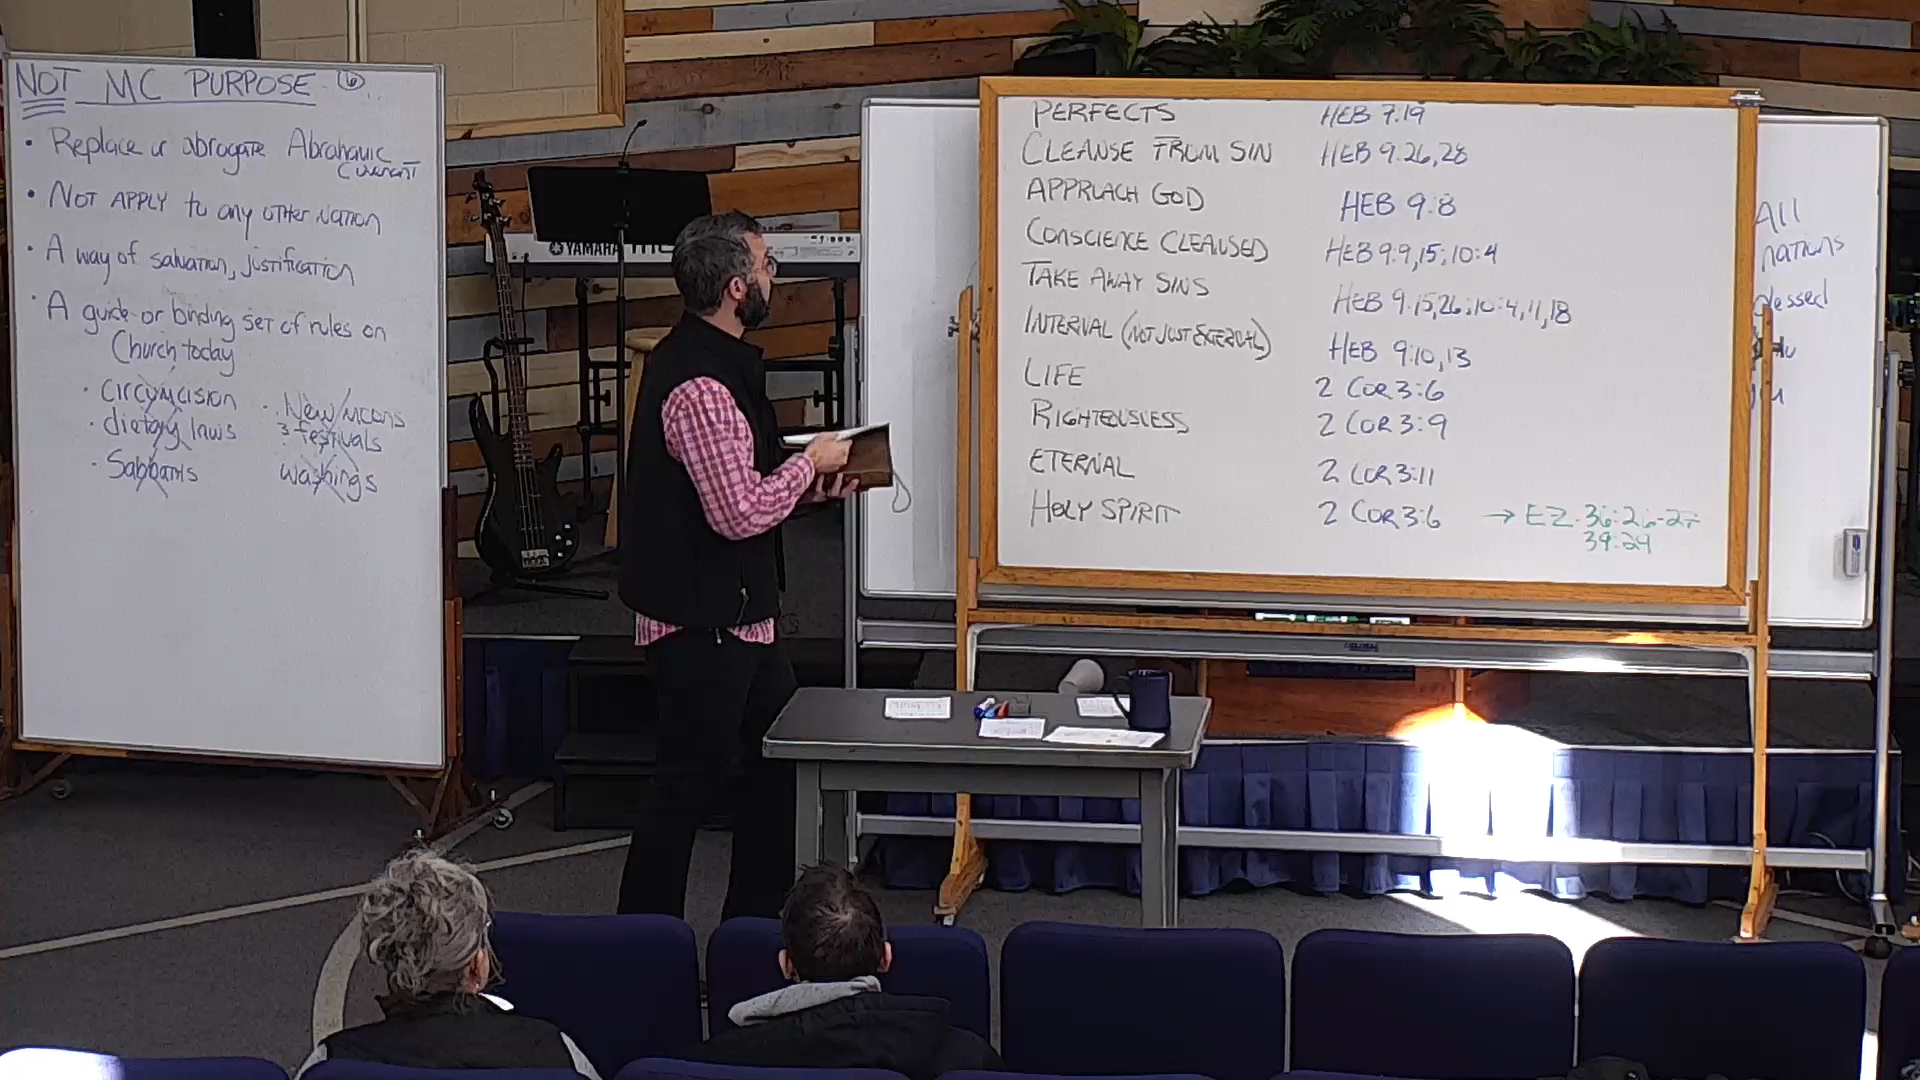 NOT MC PURPOSE 6
• Replace or abrogate Abrahamic
Covenant
• NOT APPLY to any other nation
• A way of salvation, justification
• A guide or binding set of rules on
Church today
• circumcision
• dietary laws
• Sabbaths
• New Moons
3 festivals
washings
YAMAHA
PERFECTS HEB 7:19
CLEANSE FROM SIN HEB 9:26,28
APPROACH GOD HEB 9:8
CONSCIENCE CLEANSED HEB 9:9,15; 10:4
TAKE AWAY SINS HEB 9:15,26; 10:4,11,18
INTERNAL (NOT JUST EXTERNAL) HEB 9:10,13
LIFE 2 COR 3:6
RIGHTEOUSNESS 2 COR 3:9
ETERNAL 2 COR 3:11
HOLY SPIRIT 2 COR 3:6 → EZ. 36:26-27
39:29
All
nations